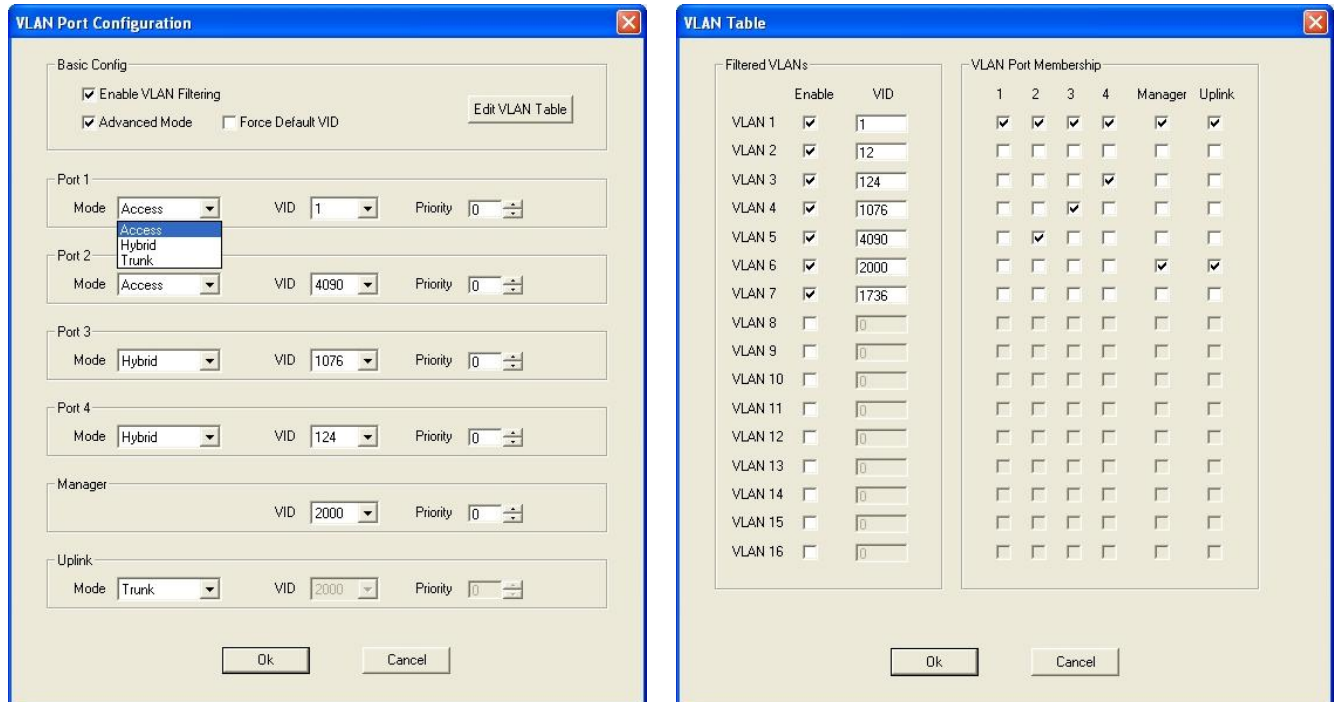 VLAN Port Configuration
Basic Config
Enable VLAN Filtering
Edit VLAN Table
Advanced Mode Force Default VID
Port 1
Mode Access VID 1 Priority 0
Access
Hybrid
Trunk
Port 2
Mode Access VID 4090 Priority 0
Port 3
Mode Hybrid VID 1076 Priority 0
Port 4
Mode Hybrid VID 124 Priority 0
Manager
VID 2000 Priority 0
Uplink
Mode Trunk VID 2000 Priority 0
Ok Cancel
VLAN Table
Filtered VLANs VLAN Port Membership
Enable VID 1 2 3 4 Manager Uplink
VLAN 1 1
VLAN 2 12
VLAN 3 124
VLAN 4 1076
VLAN 5 4090
VLAN 6 2000
VLAN 7 1736
VLAN 8 0
VLAN 9 0
VLAN 10 0
VLAN 11 0
VLAN 12 0
VLAN 13 0
VLAN 14 0
VLAN 15 0
VLAN 16 0
Ok Cancel